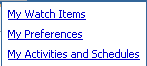 My Watch Items
My Preferences
My Activities and Schedules